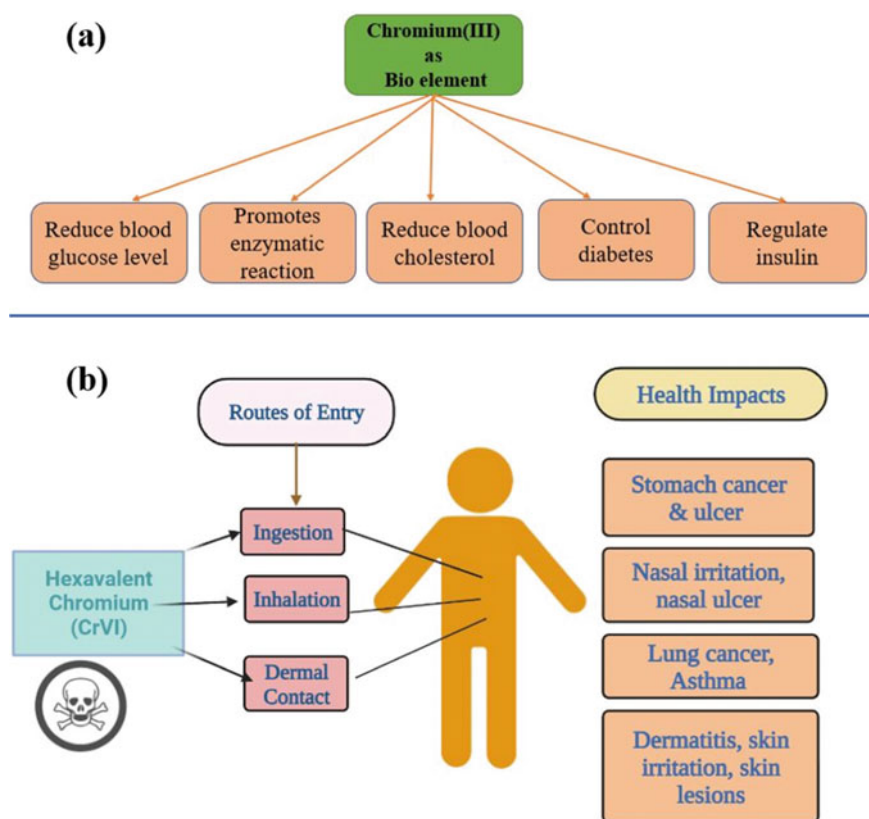 (a)
Chromium(III)
as
Bio element
Reduce blood
glucose level
Promotes
enzymatic
reaction
Reduce blood
cholesterol
Control
diabetes
Regulate
insulin
(b)
Routes of Entry
Health Impacts
Hexavalent
Chromium
(CrVI)
Ingestion
Inhalation
Dermal
Contact
Stomach cancer
& ulcer
Nasal irritation,
nasal ulcer
Lung cancer,
Asthma
Dermatitis, skin
irritation, skin
lesions